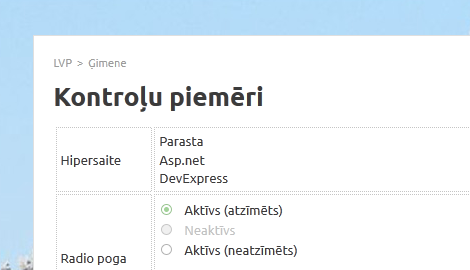 LVP > Ģimene
Kontroļu piemēri
Hipersaite
Parasta
Asp.net
DevExpress
Radio poga
Aktīvs (atzīmēts)
Neaktīvs
Aktīvs (neatzīmēts)